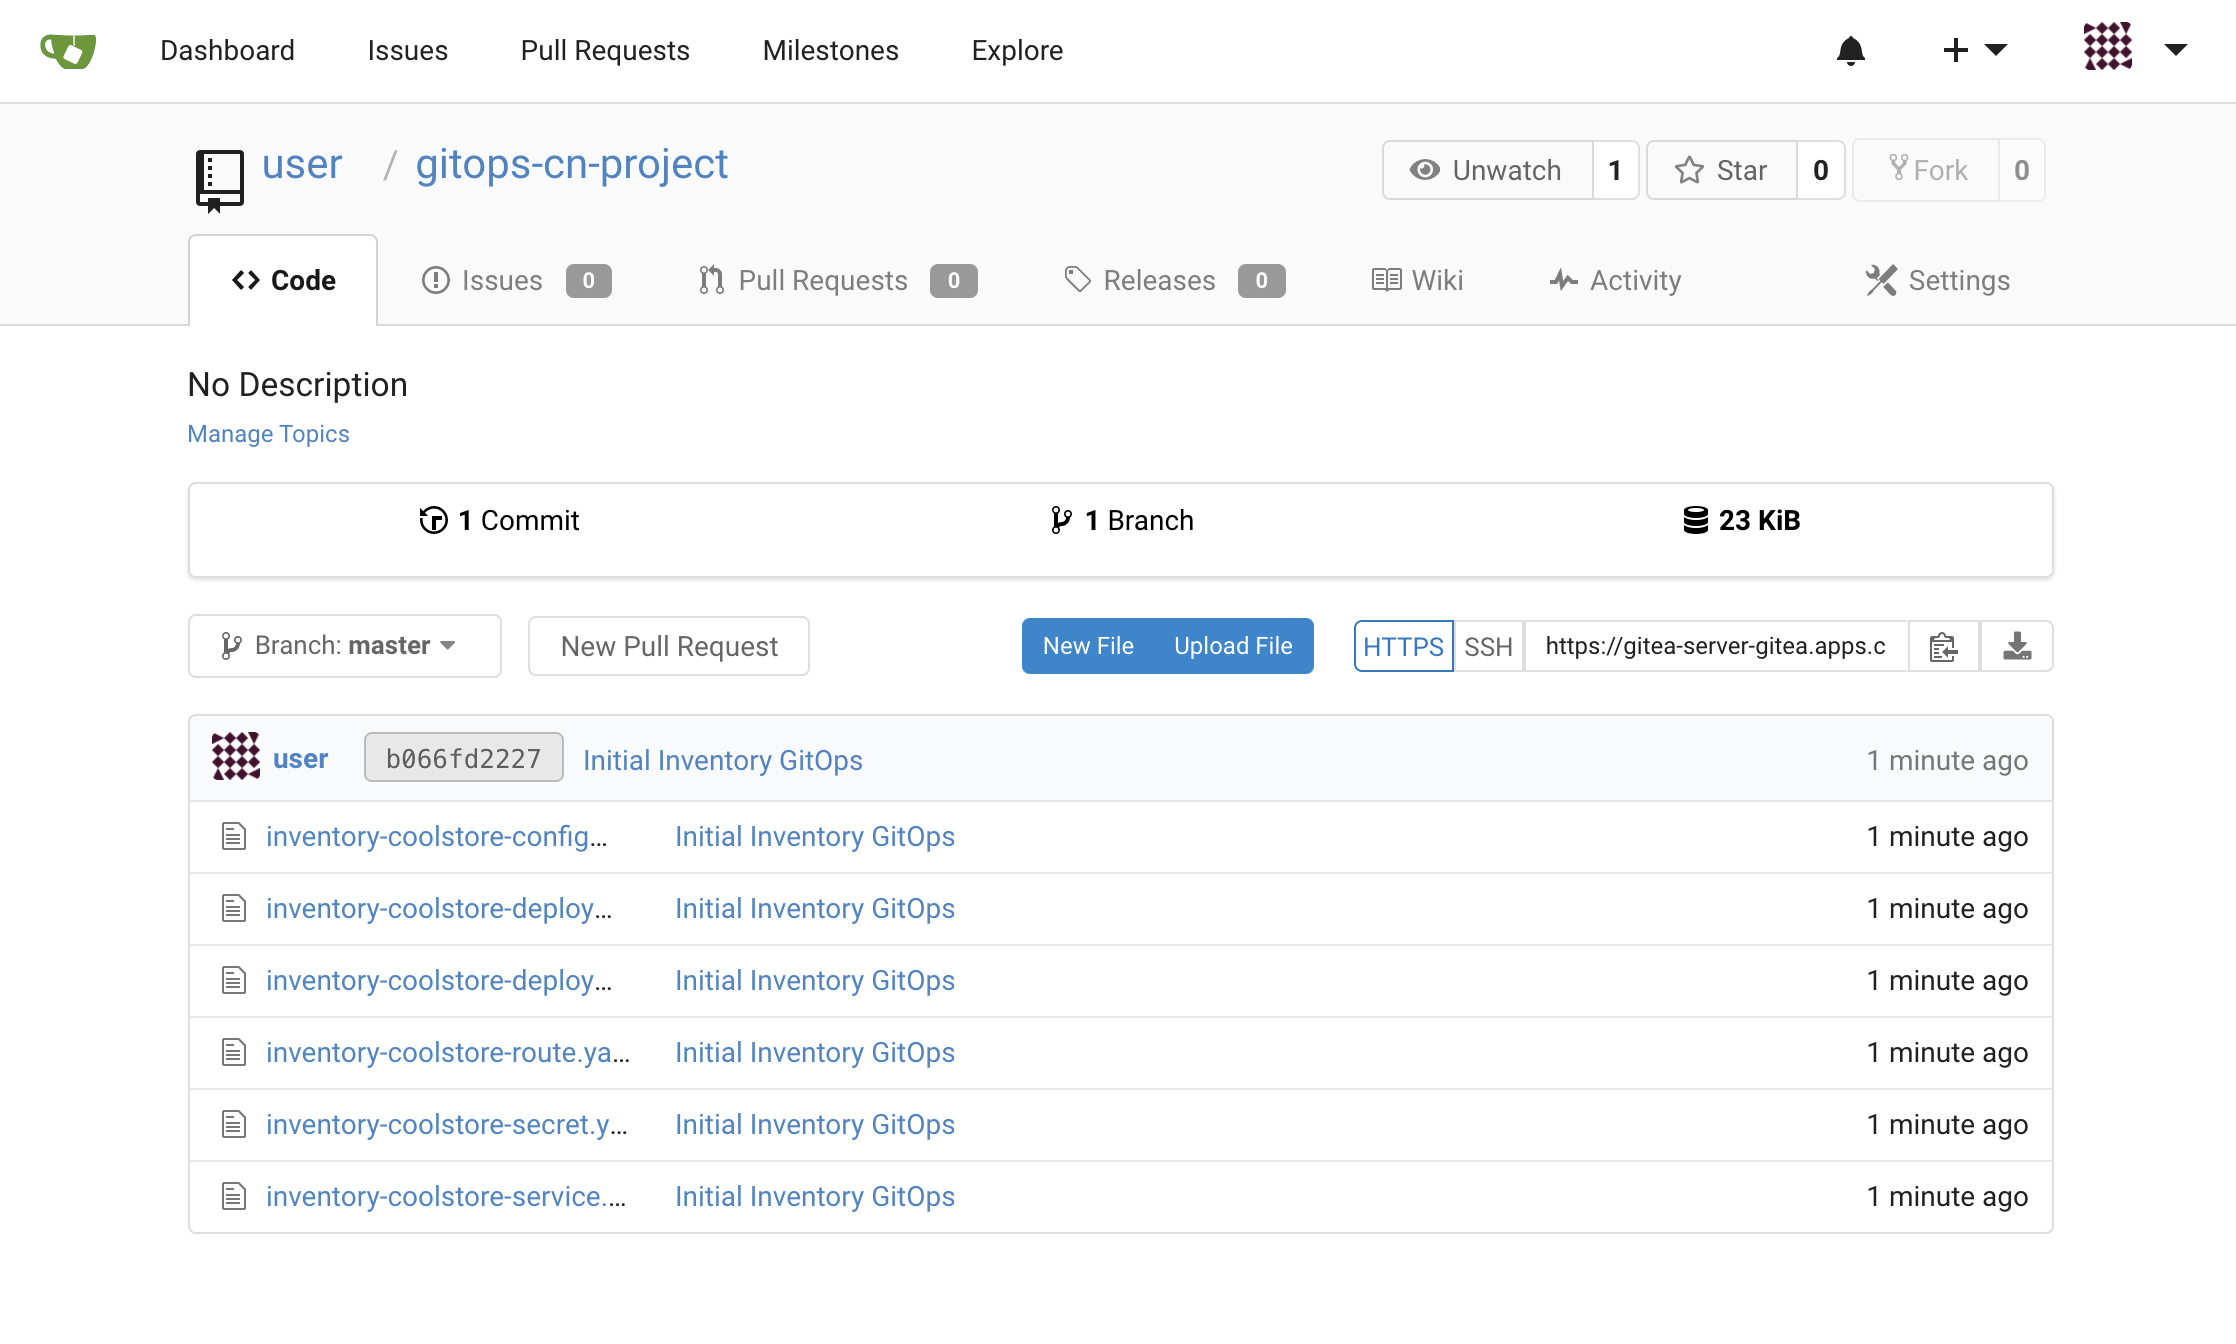 Dashboard Issues Pull Requests Milestones Explore
user / gitops-cn-project
Unwatch 1 Star 0 Fork 0
Code Issues 0 Pull Requests 0 Releases 0 Wiki Activity Settings
No Description
Manage Topics
1 Commit 1 Branch 23 KiB
Branch: master New Pull Request New File Upload File HTTPS SSH https://gitea-server-gitea.apps.c
user b066fd2227 Initial Inventory GitOps 1 minute ago
inventory-coolstore-config… Initial Inventory GitOps 1 minute ago
inventory-coolstore-deploy… Initial Inventory GitOps 1 minute ago
inventory-coolstore-deploy… Initial Inventory GitOps 1 minute ago
inventory-coolstore-route.ya… Initial Inventory GitOps 1 minute ago
inventory-coolstore-secret.y… Initial Inventory GitOps 1 minute ago
inventory-coolstore-service.… Initial Inventory GitOps 1 minute ago